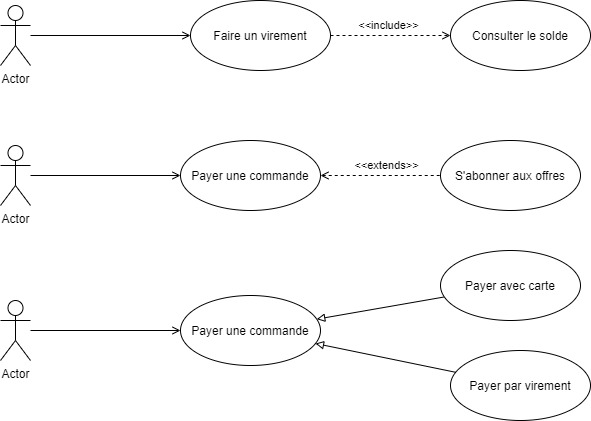 Faire un virement
<<include>>
Consulter le solde
Actor
Payer une commande
<<extends>>
S'abonner aux offres
Actor
Payer avec carte
Payer une commande
Actor
Payer par virement